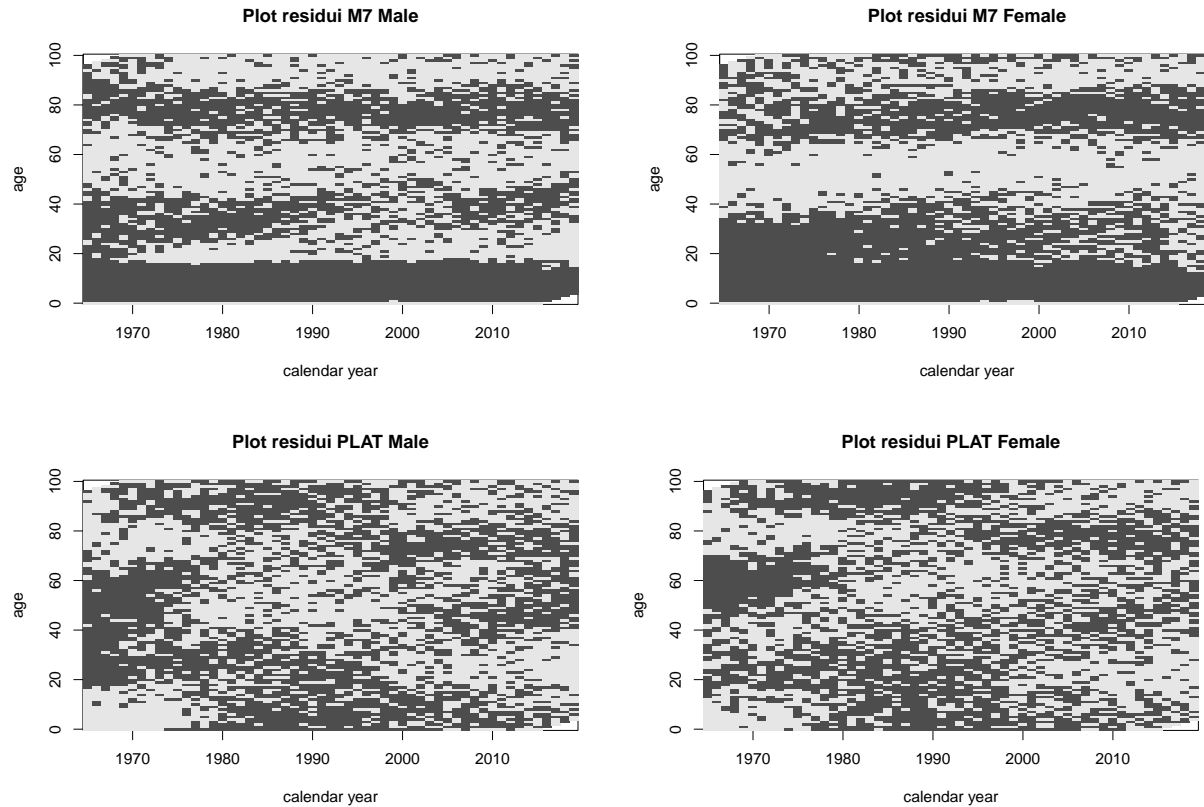 Plot residui M7 Male
age
100
80
60
40
20
0
1970 1980 1990 2000 2010
calendar year
Plot residui M7 Female
age
100
80
60
40
20
0
1970 1980 1990 2000 2010
calendar year
Plot residui PLAT Male
age
100
80
60
40
20
0
1970 1980 1990 2000 2010
calendar year
Plot residui PLAT Female
age
100
80
60
40
20
0
1970 1980 1990 2000 2010
calendar year